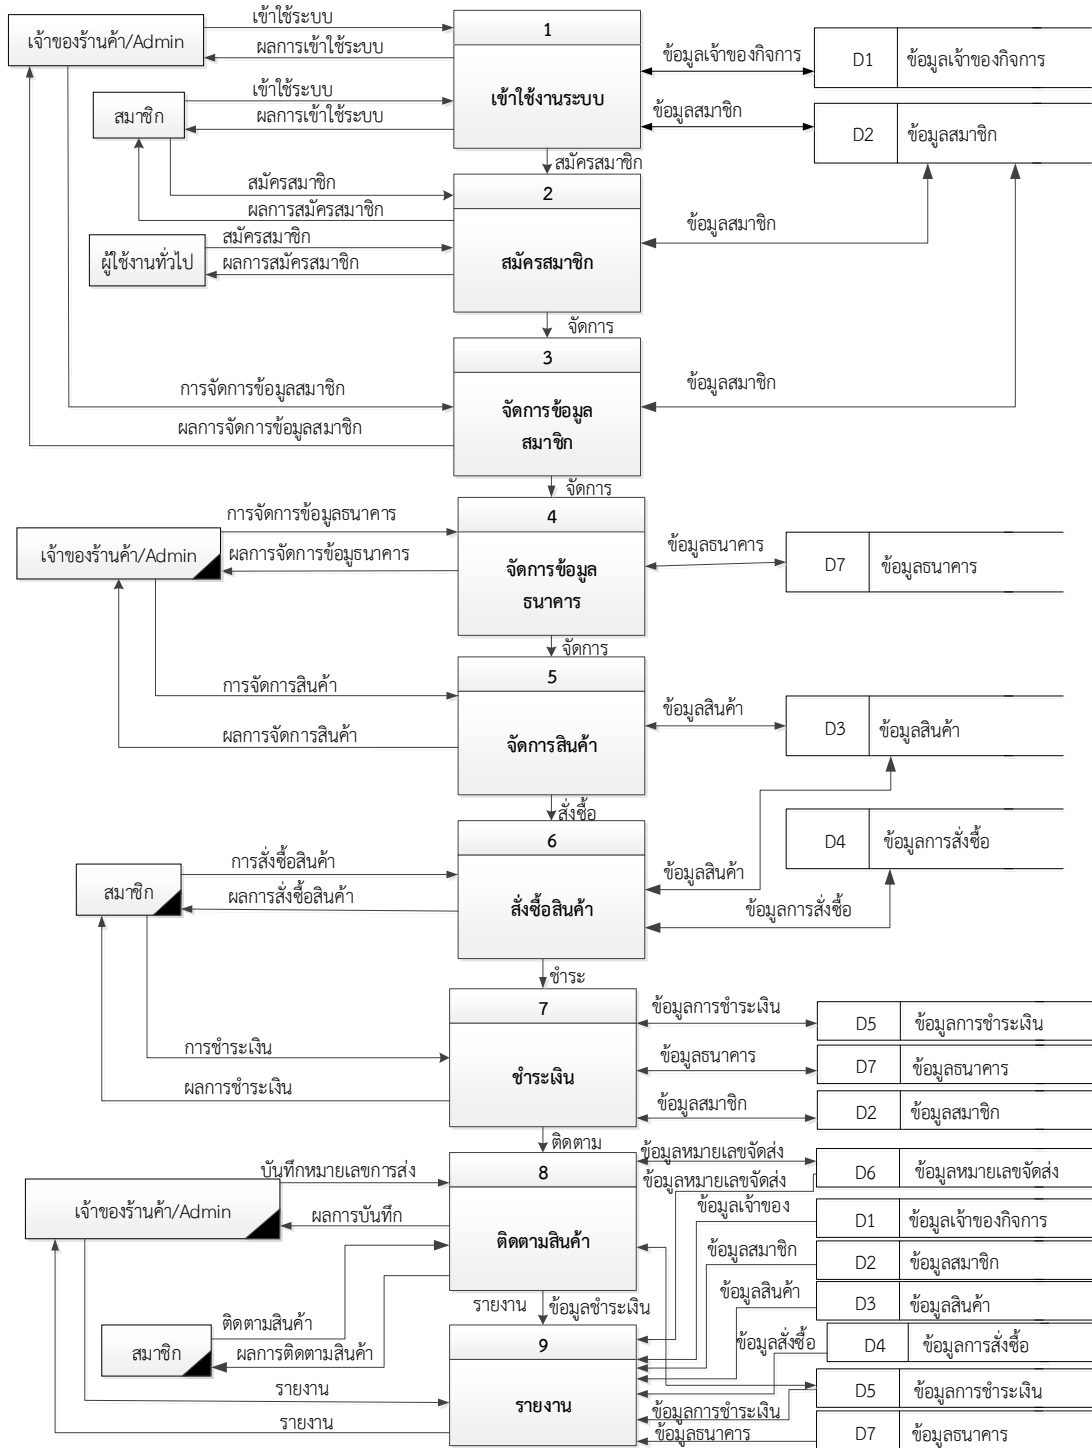 เข้าใช้ระบบ
เจ้าของร้านค้า/Admin
ผลการเข้าใช้ระบบ
1
เข้าใช้งานระบบ
ข้อมูลเจ้าของกิจการ
D1 ข้อมูลเจ้าของกิจการ
เข้าใช้ระบบ
สมาชิก
ผลการเข้าใช้ระบบ
ข้อมูลสมาชิก
D2 ข้อมูลสมาชิก
สมัครสมาชิก
สมัครสมาชิก
ผลการสมัครสมาชิก
2
สมัครสมาชิก
ข้อมูลสมาชิก
สมัครสมาชิก
ผู้ใช้งานทั่วไป
ผลการสมัครสมาชิก
จัดการ
3
จัดการข้อมูล
สมาชิก
ข้อมูลสมาชิก
การจัดการข้อมูลสมาชิก
ผลการจัดการข้อมูลสมาชิก
จัดการ
การจัดการข้อมูลธนาคาร
เจ้าของร้านค้า/Admin
ผลการจัดการข้อมูธนาคาร
4
จัดการข้อมูล
ธนาคาร
ข้อมูลธนาคาร
D7 ข้อมูลธนาคาร
จัดการ
การจัดการสินค้า
ผลการจัดการสินค้า
5
จัดการสินค้า
ข้อมูลสินค้า
D3 ข้อมูลสินค้า
สั่งซื้อ
D4 ข้อมูลการสั่งซื้อ
การสั่งซื้อสินค้า
สมาชิก
ผลการสั่งซื้อสินค้า
6
สั่งซื้อสินค้า
ข้อมูลสินค้า
ข้อมูลการสั่งซื้อ
ชำระ
การชำระเงิน
ผลการชำระเงิน
7
ชำระเงิน
ข้อมูลการชำระเงิน
D5 ข้อมูลการชำระเงิน
ข้อมูลธนาคาร
D7 ข้อมูลธนาคาร
ข้อมูลสมาชิก
D2 ข้อมูลสมาชิก
ติดตาม
บันทึกหมายเลขการส่ง
เจ้าของร้านค้า/Admin
ผลการบันทึก
8
ติดตามสินค้า
ข้อมูลหมายเลขจัดส่ง
ข้อมูลหมายเลขจัดส่ง
D6 ข้อมูลหมายเลขจัดส่ง
ข้อมูลเจ้าของ
D1 ข้อมูลเจ้าของกิจการ
ข้อมูลสมาชิก
D2 ข้อมูลสมาชิก
ข้อมูลสินค้า
D3 ข้อมูลสินค้า
รายงาน
ข้อมูลชำระเงิน
ติดตามสินค้า
สมาชิก
ผลการติดตามสินค้า
9
รายงาน
ข้อมูลสั่งซื้อ
D4 ข้อมูลการสั่งซื้อ
รายงาน
รายงาน
ข้อมูลการชำระเงิน
D5 ข้อมูลการชำระเงิน
ข้อมูลธนาคาร
D7 ข้อมูลธนาคาร